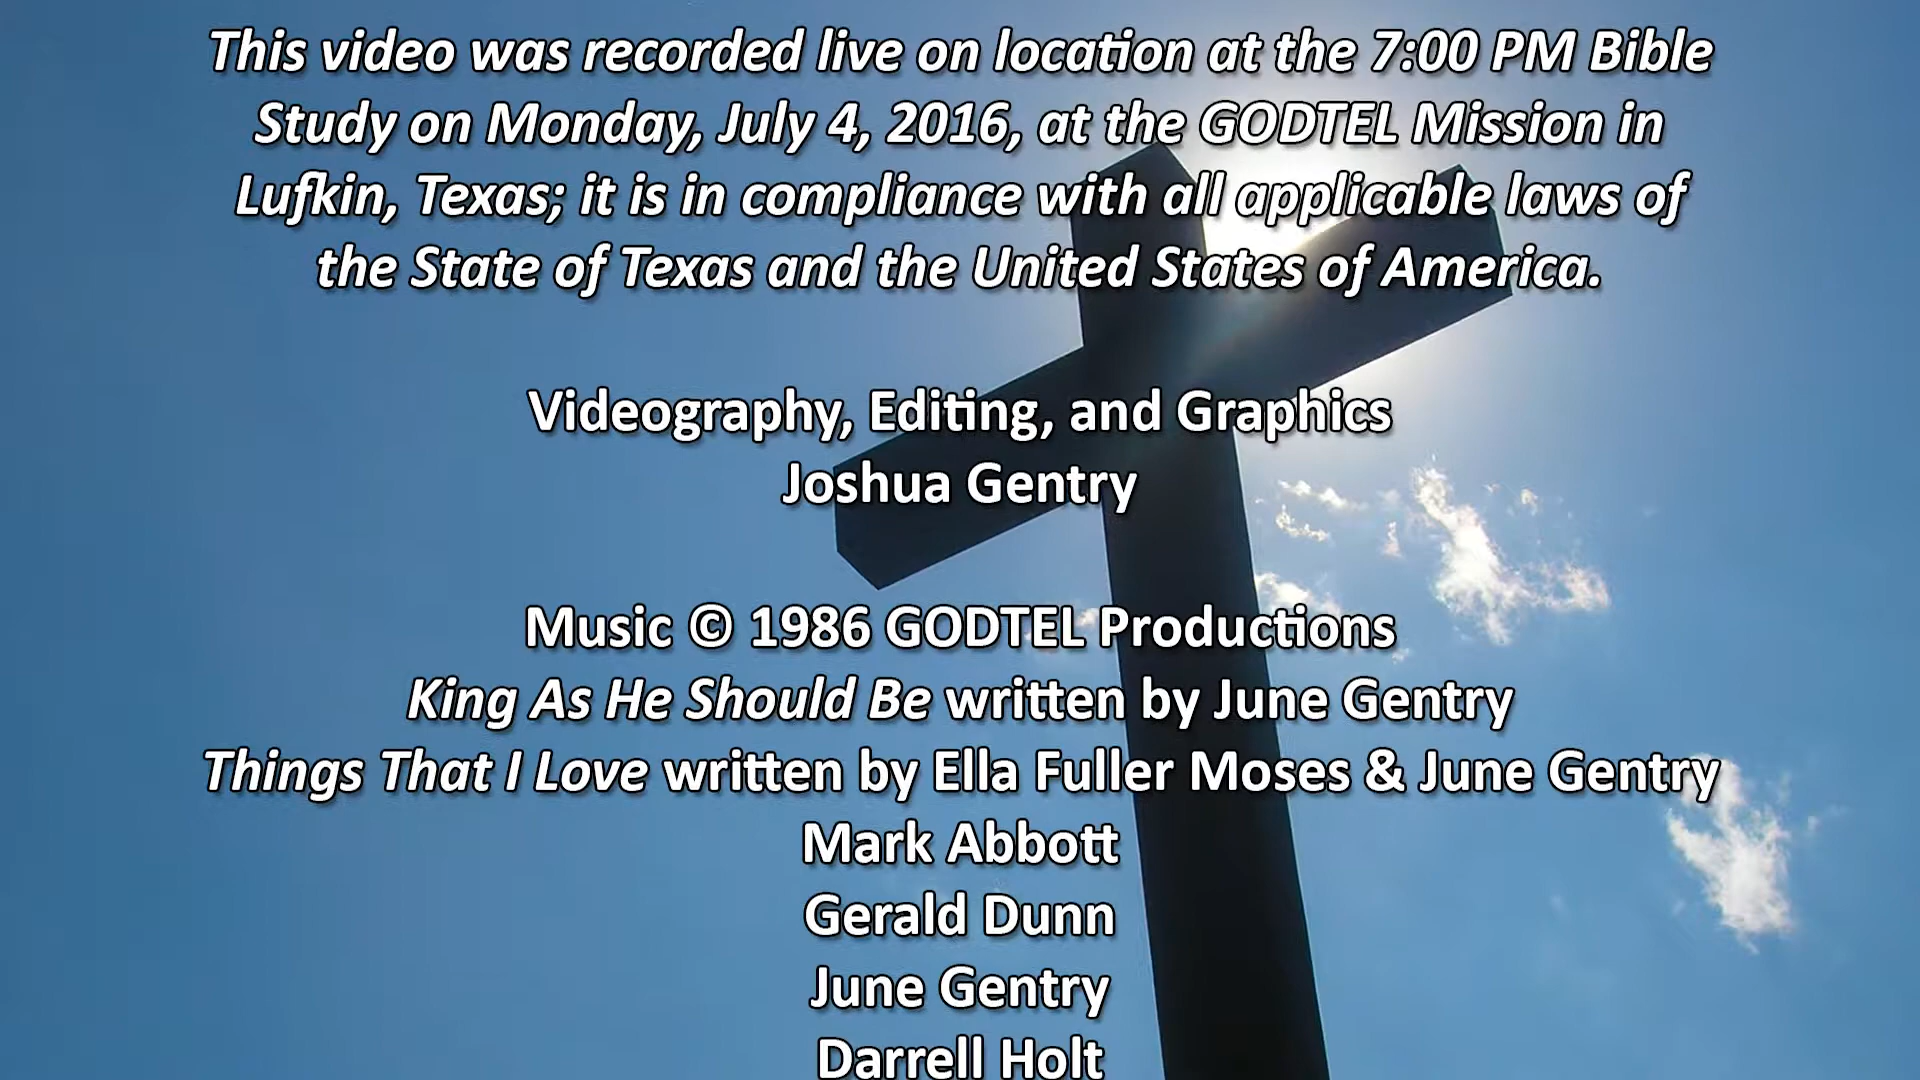 This video was recorded live on location at the 7:00 PM Bible
Study on Monday, July 4, 2016, at the GODTEL Mission in
Lufkin, Texas; it is in compliance with all applicable laws of
the State of Texas and the United States of America.
Videography, Editing, and Graphics
Joshua Gentry
Music © 1986 GODTEL Productions
King As He Should Be written by June Gentry
Things That I Love written by Ella Fuller Moses & June Gentry
Mark Abbott
Gerald Dunn
June Gentry
Darrell Holt